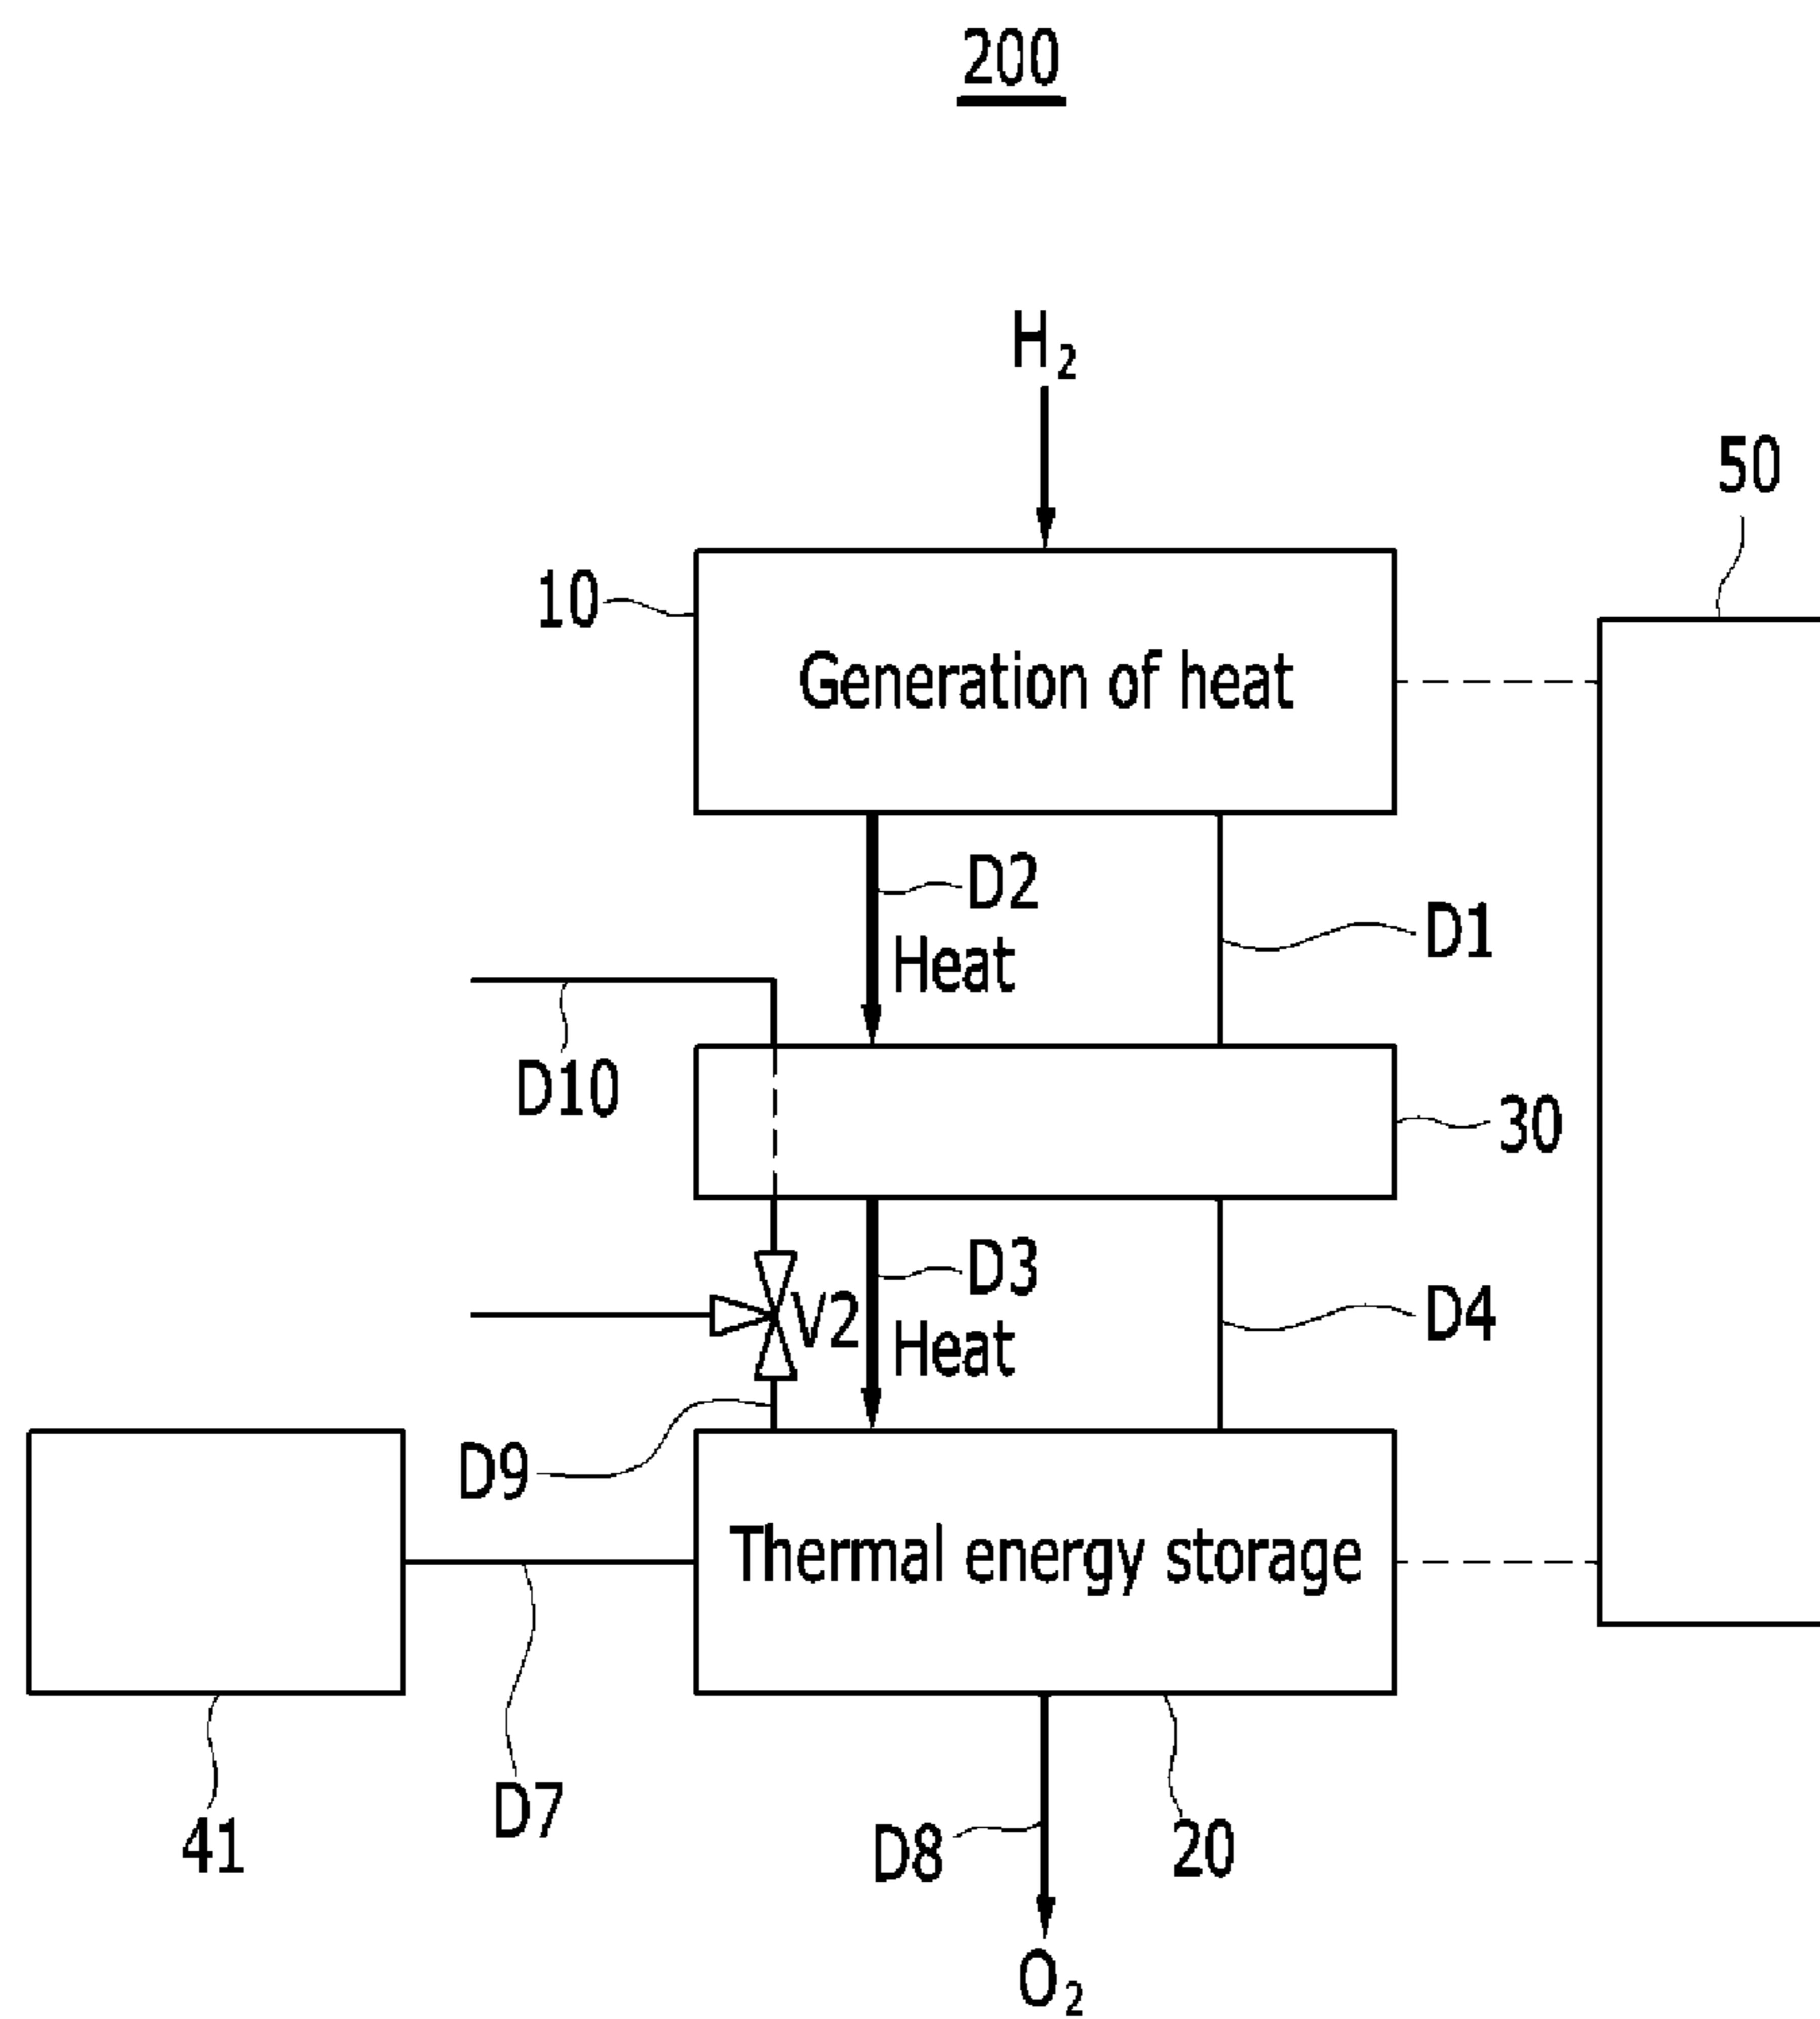 200
H₂
50
10
Generation of heat
D2
D1
Heat
D10
30
D3
V2
D4
Heat
D9
Thermal energy storage
D7
41
D8
20
O₂